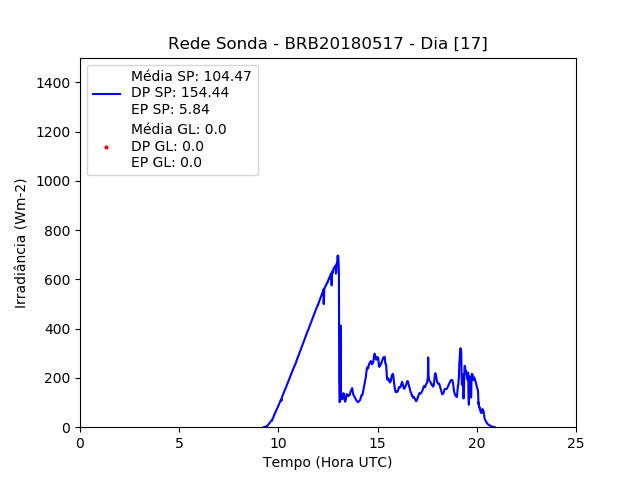 Rede Sonda - BRB20180517 - Dia [17]
Média SP: 104.47
DP SP: 154.44
EP SP: 5.84
Média GL: 0.0
DP GL: 0.0
EP GL: 0.0
Irradiância (Wm-2)
1400
1200
1000
800
600
400
200
0
0 5 10 15 20 25
Tempo (Hora UTC)